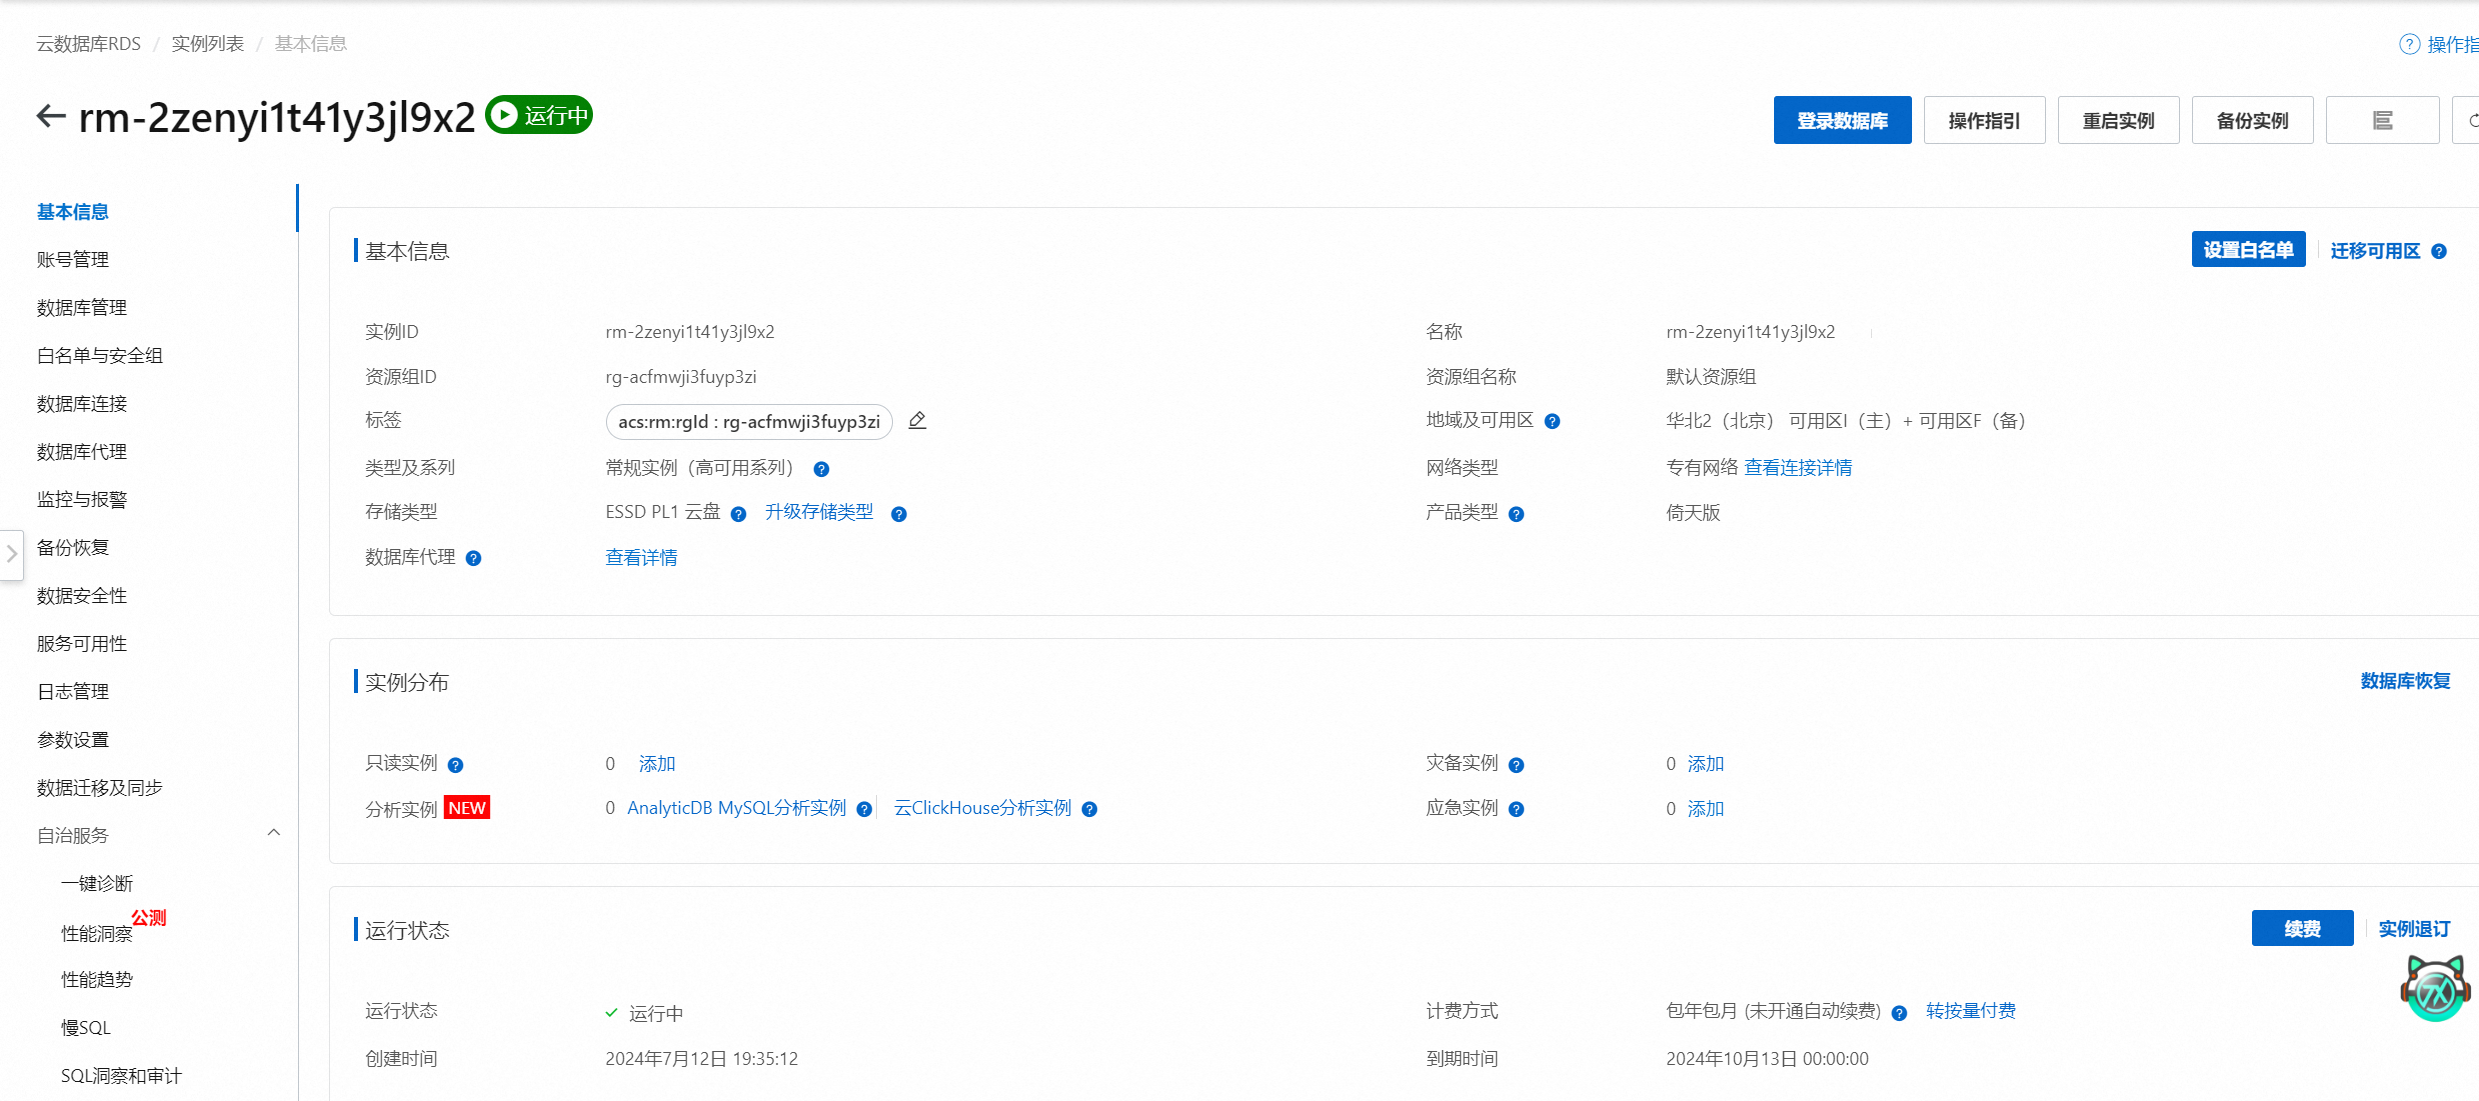 云数据库RDS / 实例列表 / 基本信息
操作指
rm-2zenyi1t41y3jl9x2 运行中
登录数据库 操作指引 重启实例 备份实例
基本信息
账号管理
数据库管理
白名单与安全组
数据库连接
数据库代理
监控与报警
备份恢复
数据安全性
服务可用性
日志管理
参数设置
数据迁移及同步
自治服务
一键诊断
性能洞察 公测
性能趋势
慢SQL
SQL洞察和审计
基本信息 设置白名单 迁移可用区
实例ID rm-2zenyi1t41y3jl9x2 名称 rm-2zenyi1t41y3jl9x2
资源组ID rg-acfmwji3fuyp3zi 资源组名称 默认资源组
标签 acs:rm:rgId : rg-acfmwji3fuyp3zi 地域及可用区 华北2（北京） 可用区I（主）+ 可用区F（备）
类型及系列 常规实例（高可用系列） 网络类型 专有网络 查看连接详情
存储类型 ESSD PL1 云盘 升级存储类型 产品类型 倚天版
数据库代理 查看详情
实例分布 数据库恢复
只读实例 0 添加 灾备实例 0 添加
分析实例 NEW 0 AnalyticDB MySQL分析实例 云ClickHouse分析实例 应急实例 0 添加
运行状态 续费 实例退订
运行状态 运行中 计费方式 包年包月 (未开通自动续费) 转按量付费
创建时间 2024年7月12日 19:35:12 到期时间 2024年10月13日 00:00:00